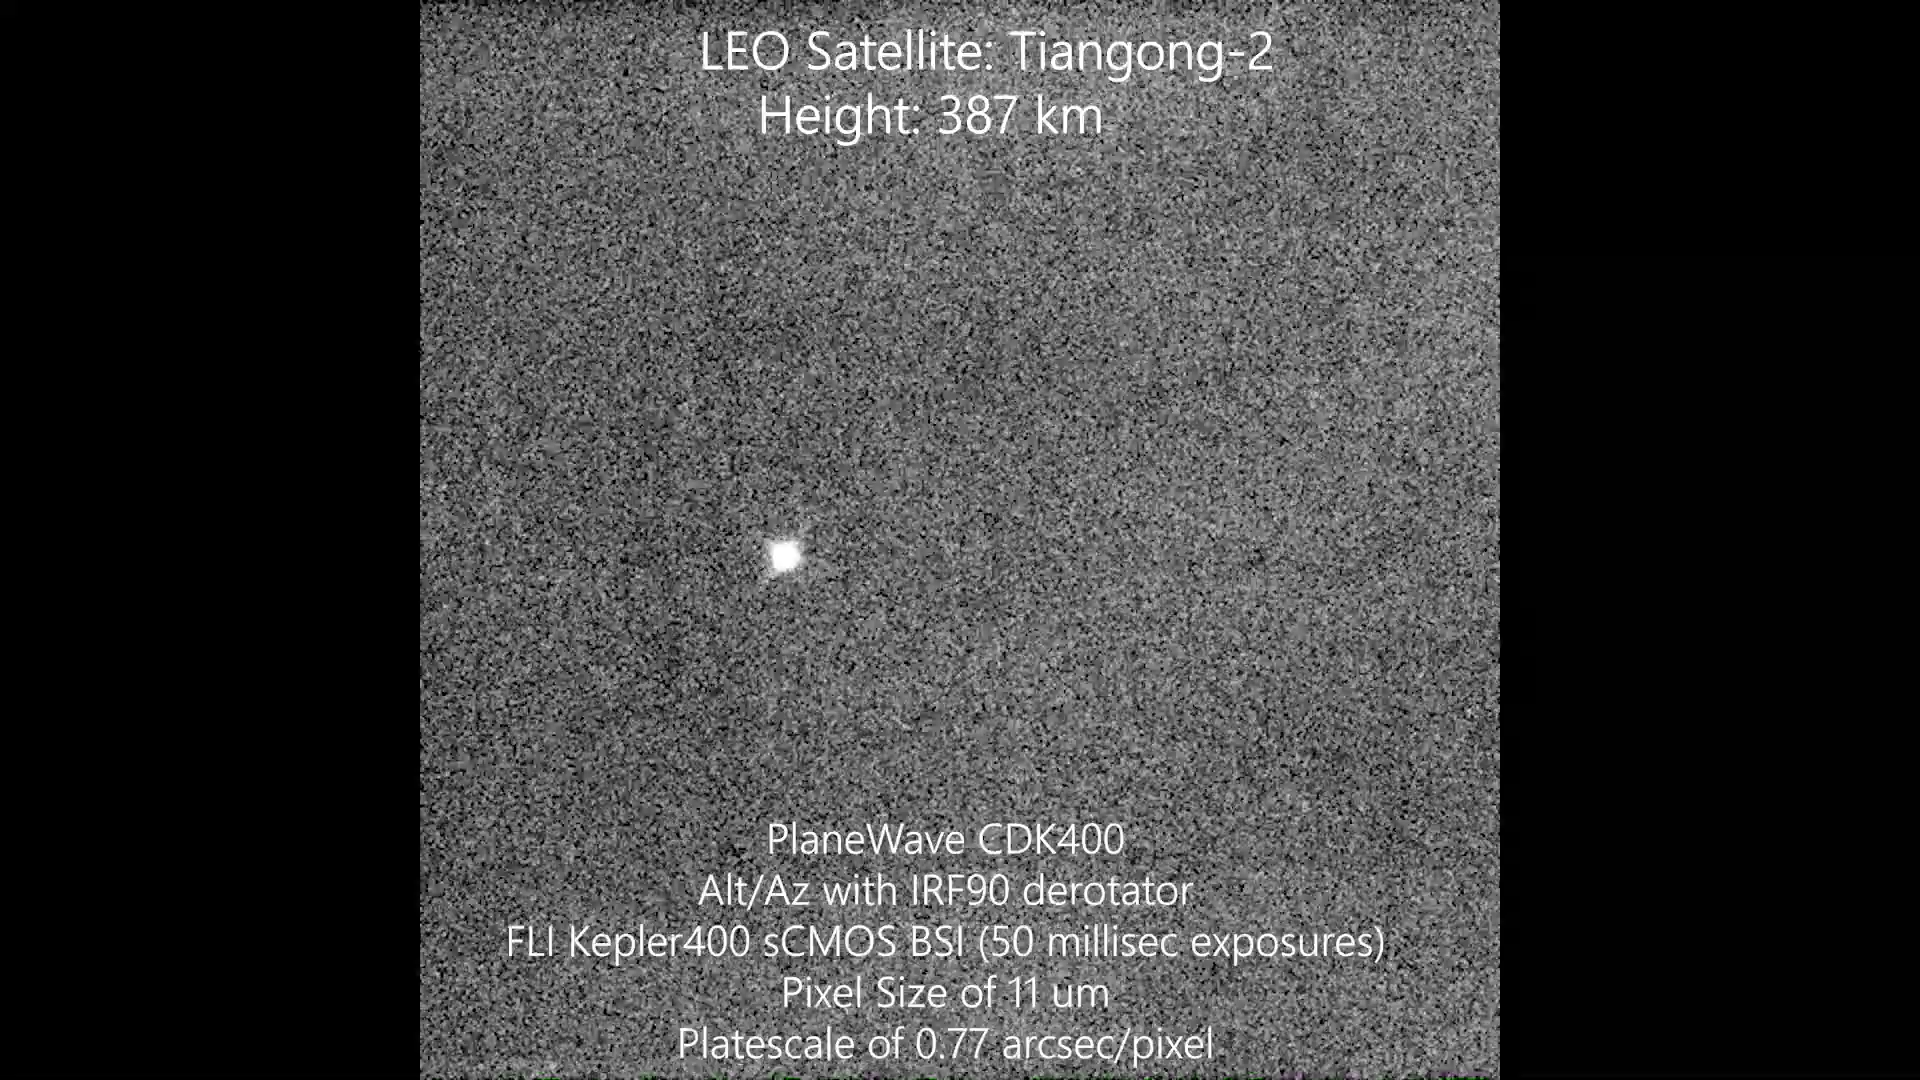 LEO Satellite: Tiangong-2
Height: 387 km
PlaneWave CDK400
Alt/Az with IRF90 derotator
FLI Kepler400 sCMOS BSI (50 millisec exposures)
Pixel Size of 11 um
Platescale of 0.77 arcsec/pixel